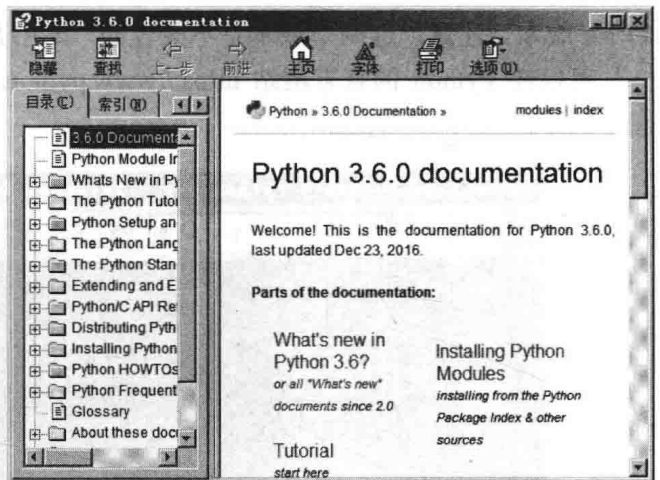 Python 3.6.0 documentation
隐藏 查找 上一步 前进 主页 字体 打印 选项(O)
目录(C) 索引(N)
3.6.0 Documenta
Python Module Ir
Whats New in Py
The Python Tutor
Python Setup an
The Python Lang
The Python Stan
Extending and E
Python/C API Re
Distributing Pyth
Installing Python
Python HOWTOs
Python Frequent
Glossary
About these docu
Python » 3.6.0 Documentation » modules | index
Python 3.6.0 documentation
Welcome! This is the documentation for Python 3.6.0,
last updated Dec 23, 2016.
Parts of the documentation:
What's new in
Python 3.6?
or all "What's new"
documents since 2.0
Tutorial
start here
Installing Python
Modules
installing from the Python
Package Index & other
sources